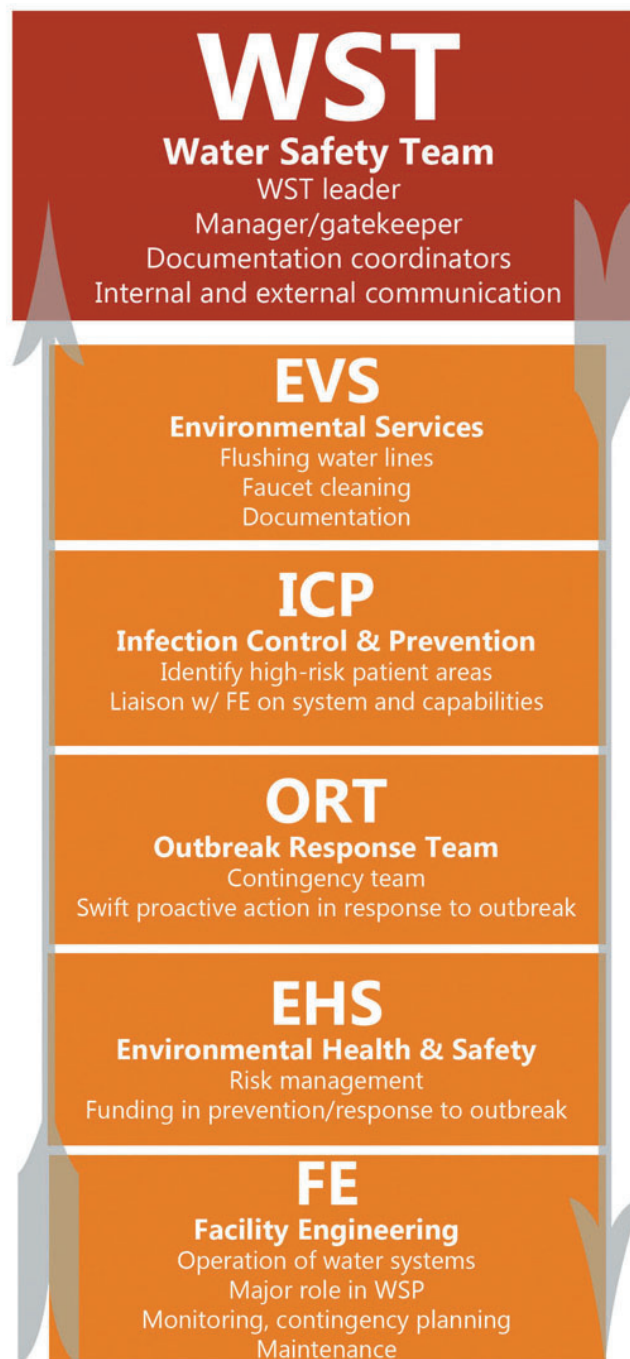 WST
Water Safety Team
WST leader
Manager/gatekeeper
Documentation coordinators
Internal and external communication
EVS
Environmental Services
Flushing water lines
Faucet cleaning
Documentation
ICP
Infection Control & Prevention
Identify high-risk patient areas
Liaison w/ FE on system and capabilities
ORT
Outbreak Response Team
Contingency team
Swift proactive action in response to outbreak
EHS
Environmental Health & Safety
Risk management
Funding in prevention/response to outbreak
FE
Facility Engineering
Operation of water systems
Major role in WSP
Monitoring, contingency planning
Maintenance